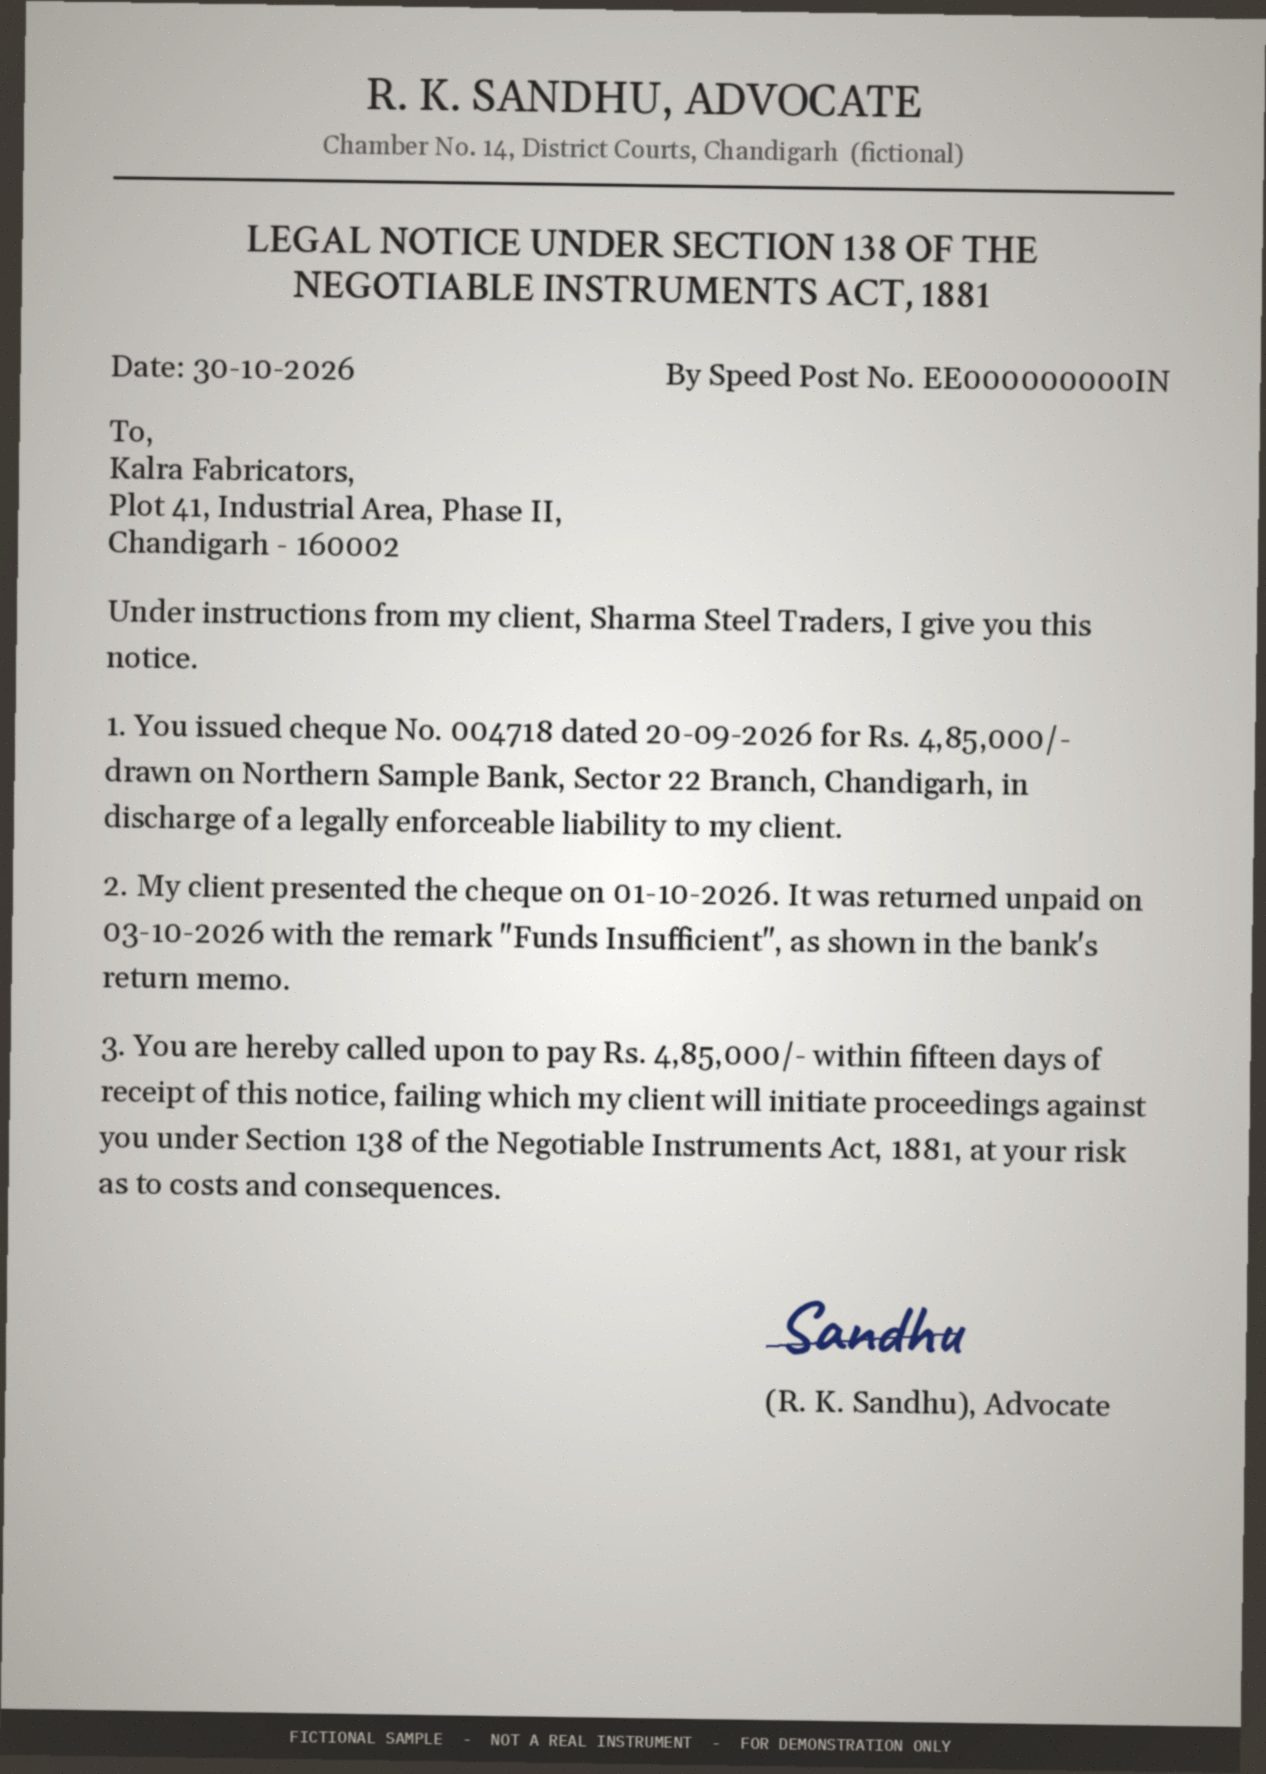 R. K. SANDHU, ADVOCATE
Chamber No. 14, District Courts, Chandigarh (fictional)
LEGAL NOTICE UNDER SECTION 138 OF THE
NEGOTIABLE INSTRUMENTS ACT, 1881
Date: 30-10-2026 By Speed Post No. EE000000000IN
To,
Kalra Fabricators,
Plot 41, Industrial Area, Phase II,
Chandigarh - 160002
Under instructions from my client, Sharma Steel Traders, I give you this
notice.
1. You issued cheque No. 004718 dated 20-09-2026 for Rs. 4,85,000/-
drawn on Northern Sample Bank, Sector 22 Branch, Chandigarh, in
discharge of a legally enforceable liability to my client.
2. My client presented the cheque on 01-10-2026. It was returned unpaid on
03-10-2026 with the remark "Funds Insufficient", as shown in the bank's
return memo.
3. You are hereby called upon to pay Rs. 4,85,000/- within fifteen days of
receipt of this notice, failing which my client will initiate proceedings against
you under Section 138 of the Negotiable Instruments Act, 1881, at your risk
as to costs and consequences.
Sandhu
(R. K. Sandhu), Advocate
FICTIONAL SAMPLE - NOT A REAL INSTRUMENT - FOR DEMONSTRATION ONLY